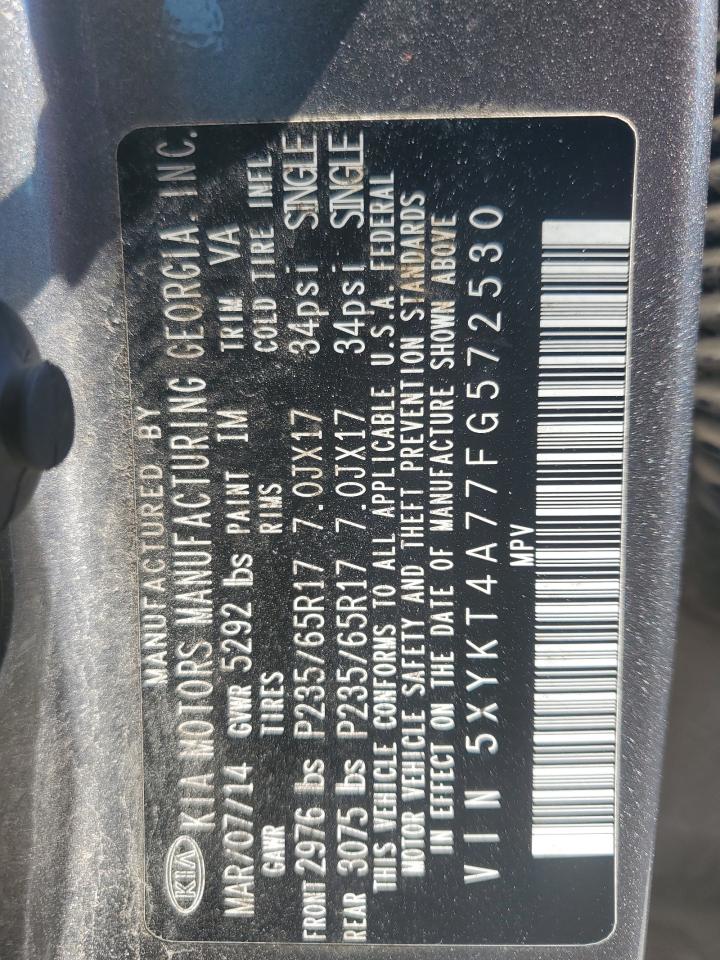 MANUFACTURED BY
KIA KIA MOTORS MANUFACTURING GEORGIA, INC.
MAR/07/14 GVWR 5292 lbs PAINT IM TRIM VA
GAWR TIRES RIMS COLD TIRE INFL
FRONT 2976 lbs P235/65R17 7.0JX17 34psi SINGLE
REAR 3075 lbs P235/65R17 7.0JX17 34psi SINGLE
THIS VEHICLE CONFORMS TO ALL APPLICABLE U.S.A. FEDERAL
MOTOR VEHICLE SAFETY AND THEFT PREVENTION STANDARDS
IN EFFECT ON THE DATE OF MANUFACTURE SHOWN ABOVE
VIN 5XYKT4A77FG572530
MPV